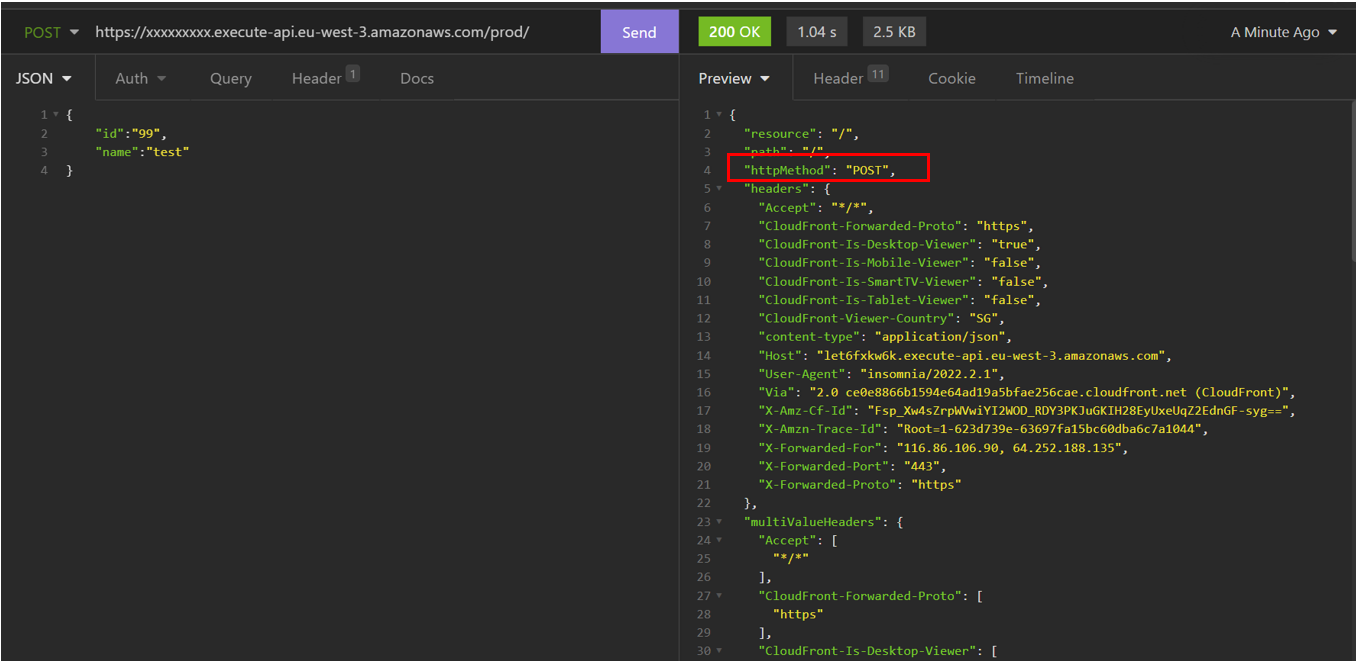 POST https://xxxxxxxxx.execute-api.eu-west-3.amazonaws.com/prod/ Send 200 OK 1.04 s 2.5 KB A Minute Ago
JSON Auth Query Header 1 Docs Preview Header 11 Cookie Timeline
1 {
2 "id":"99",
3 "name":"test"
4 }
1 {
2 "resource": "/",
3 "path": "/",
4 "httpMethod": "POST",
5 "headers": {
6 "Accept": "*/*",
7 "CloudFront-Forwarded-Proto": "https",
8 "CloudFront-Is-Desktop-Viewer": "true",
9 "CloudFront-Is-Mobile-Viewer": "false",
10 "CloudFront-Is-SmartTV-Viewer": "false",
11 "CloudFront-Is-Tablet-Viewer": "false",
12 "CloudFront-Viewer-Country": "SG",
13 "content-type": "application/json",
14 "Host": "let6fxkw6k.execute-api.eu-west-3.amazonaws.com",
15 "User-Agent": "insomnia/2022.2.1",
16 "Via": "2.0 ce0e8866b1594e64ad19a5bfae256cae.cloudfront.net (CloudFront)",
17 "X-Amz-Cf-Id": "Fsp_Xw4sZrpWVwiYI2WOD_RDY3PKJuGKIH28EyUxeUqZ2EdnGF-syg==",
18 "X-Amzn-Trace-Id": "Root=1-623d739e-63697fa15bc60dba6c7a1044",
19 "X-Forwarded-For": "116.86.106.90, 64.252.188.135",
20 "X-Forwarded-Port": "443",
21 "X-Forwarded-Proto": "https"
22 },
23 "multiValueHeaders": {
24 "Accept": [
25 "*/*"
26 ],
27 "CloudFront-Forwarded-Proto": [
28 "https"
29 ],
30 "CloudFront-Is-Desktop-Viewer": [